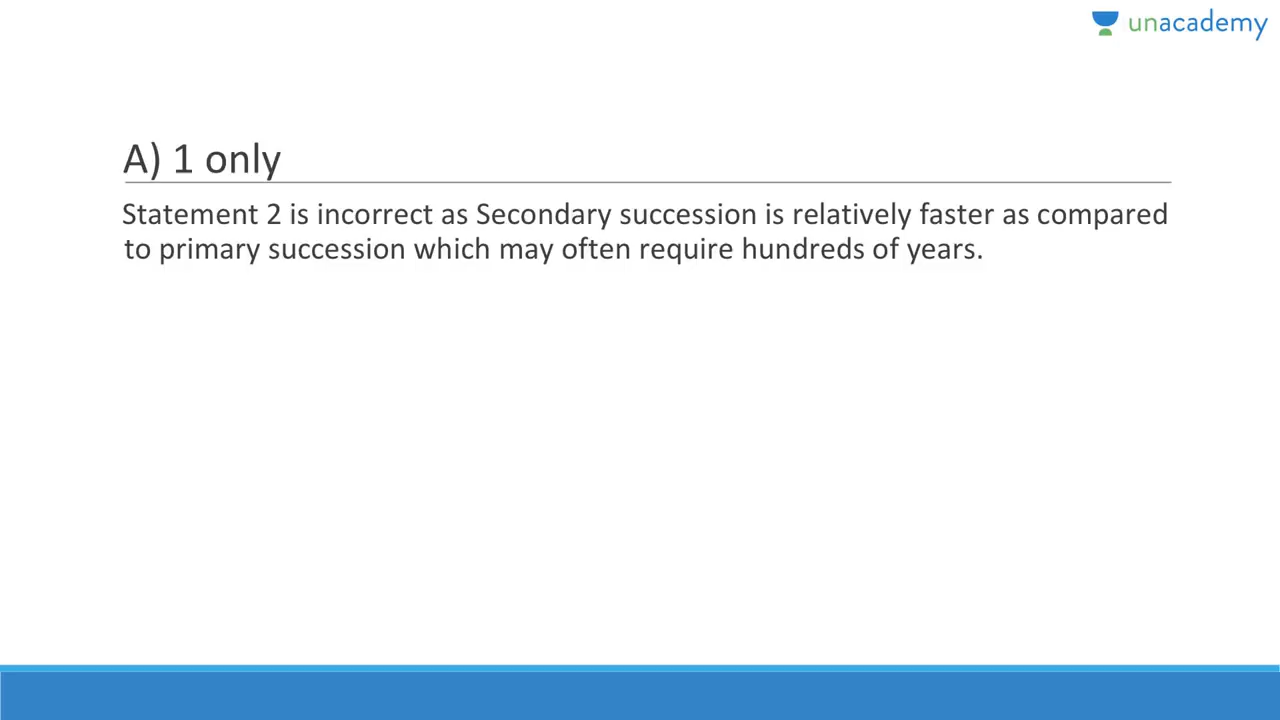 unacademy
A) 1 only
Statement 2 is incorrect as Secondary succession is relatively faster as compared
to primary succession which may often require hundreds of years.